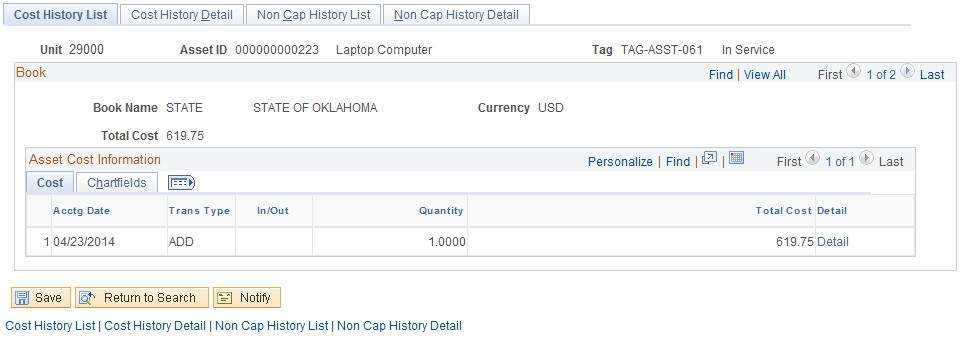 Cost History List Cost History Detail Non Cap History List Non Cap History Detail
Unit 29000 Asset ID 000000000223 Laptop Computer Tag TAG-ASST-061 In Service
Book Find | View All First 1 of 2 Last
Book Name STATE STATE OF OKLAHOMA Currency USD
Total Cost 619.75
Asset Cost Information Personalize | Find | | First 1 of 1 Last
Cost Chartfields
Acctg Date Trans Type In/Out Quantity Total Cost Detail
1 04/23/2014 ADD 1.0000 619.75 Detail
Save Return to Search Notify
Cost History List | Cost History Detail | Non Cap History List | Non Cap History Detail